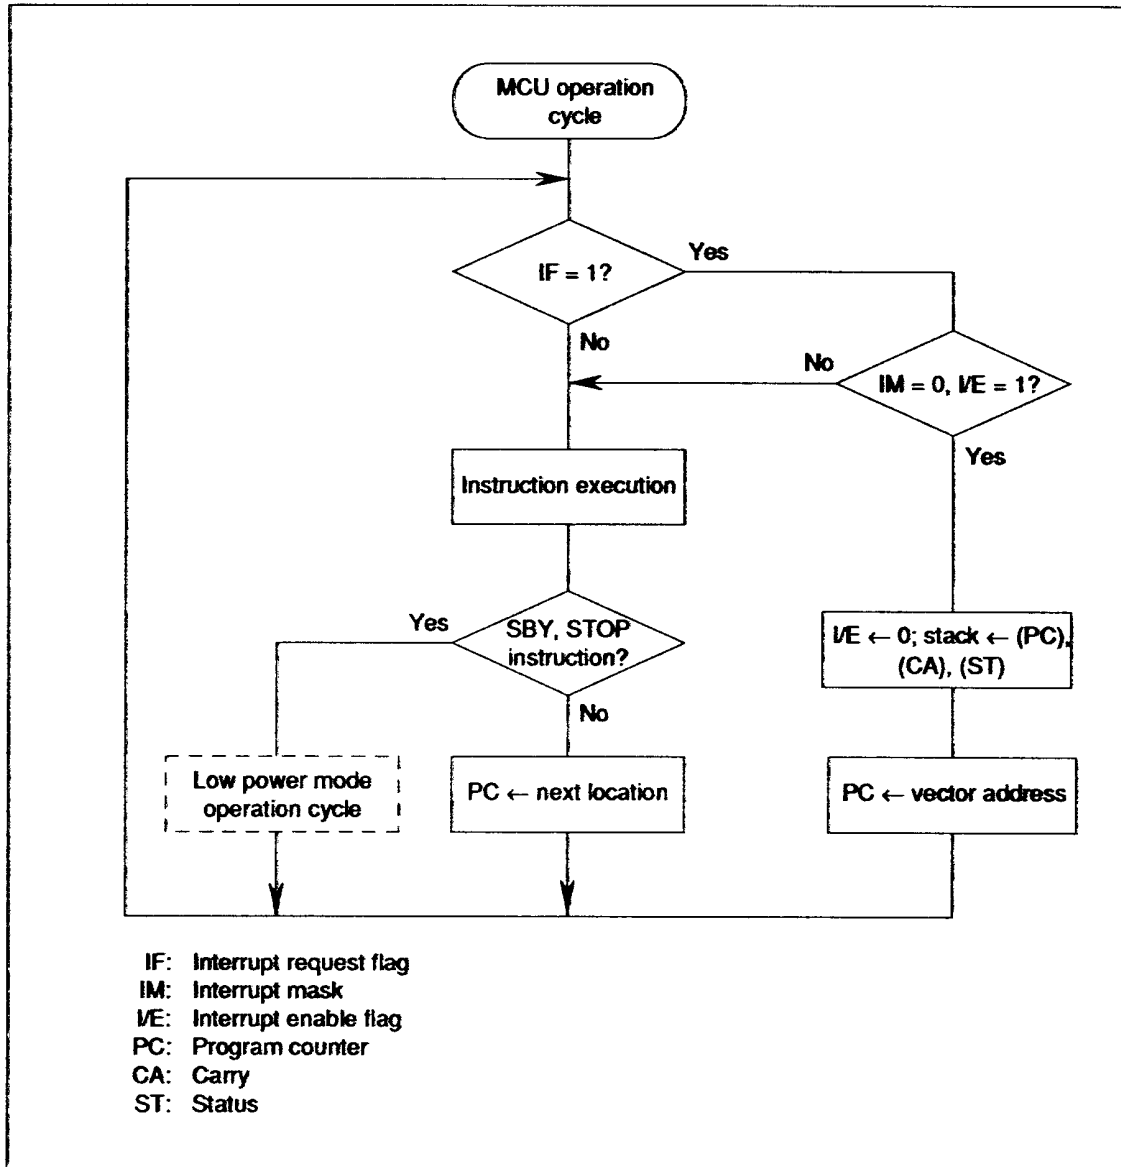 MCU operation
cycle
IF = 1?
Yes
No
IM = 0, I/E = 1?
No
Yes
Instruction execution
SBY, STOP
instruction?
Yes
No
I/E ← 0; stack ← (PC),
(CA), (ST)
Low power mode
operation cycle
PC ← next location
PC ← vector address
IF: Interrupt request flag
IM: Interrupt mask
I/E: Interrupt enable flag
PC: Program counter
CA: Carry
ST: Status